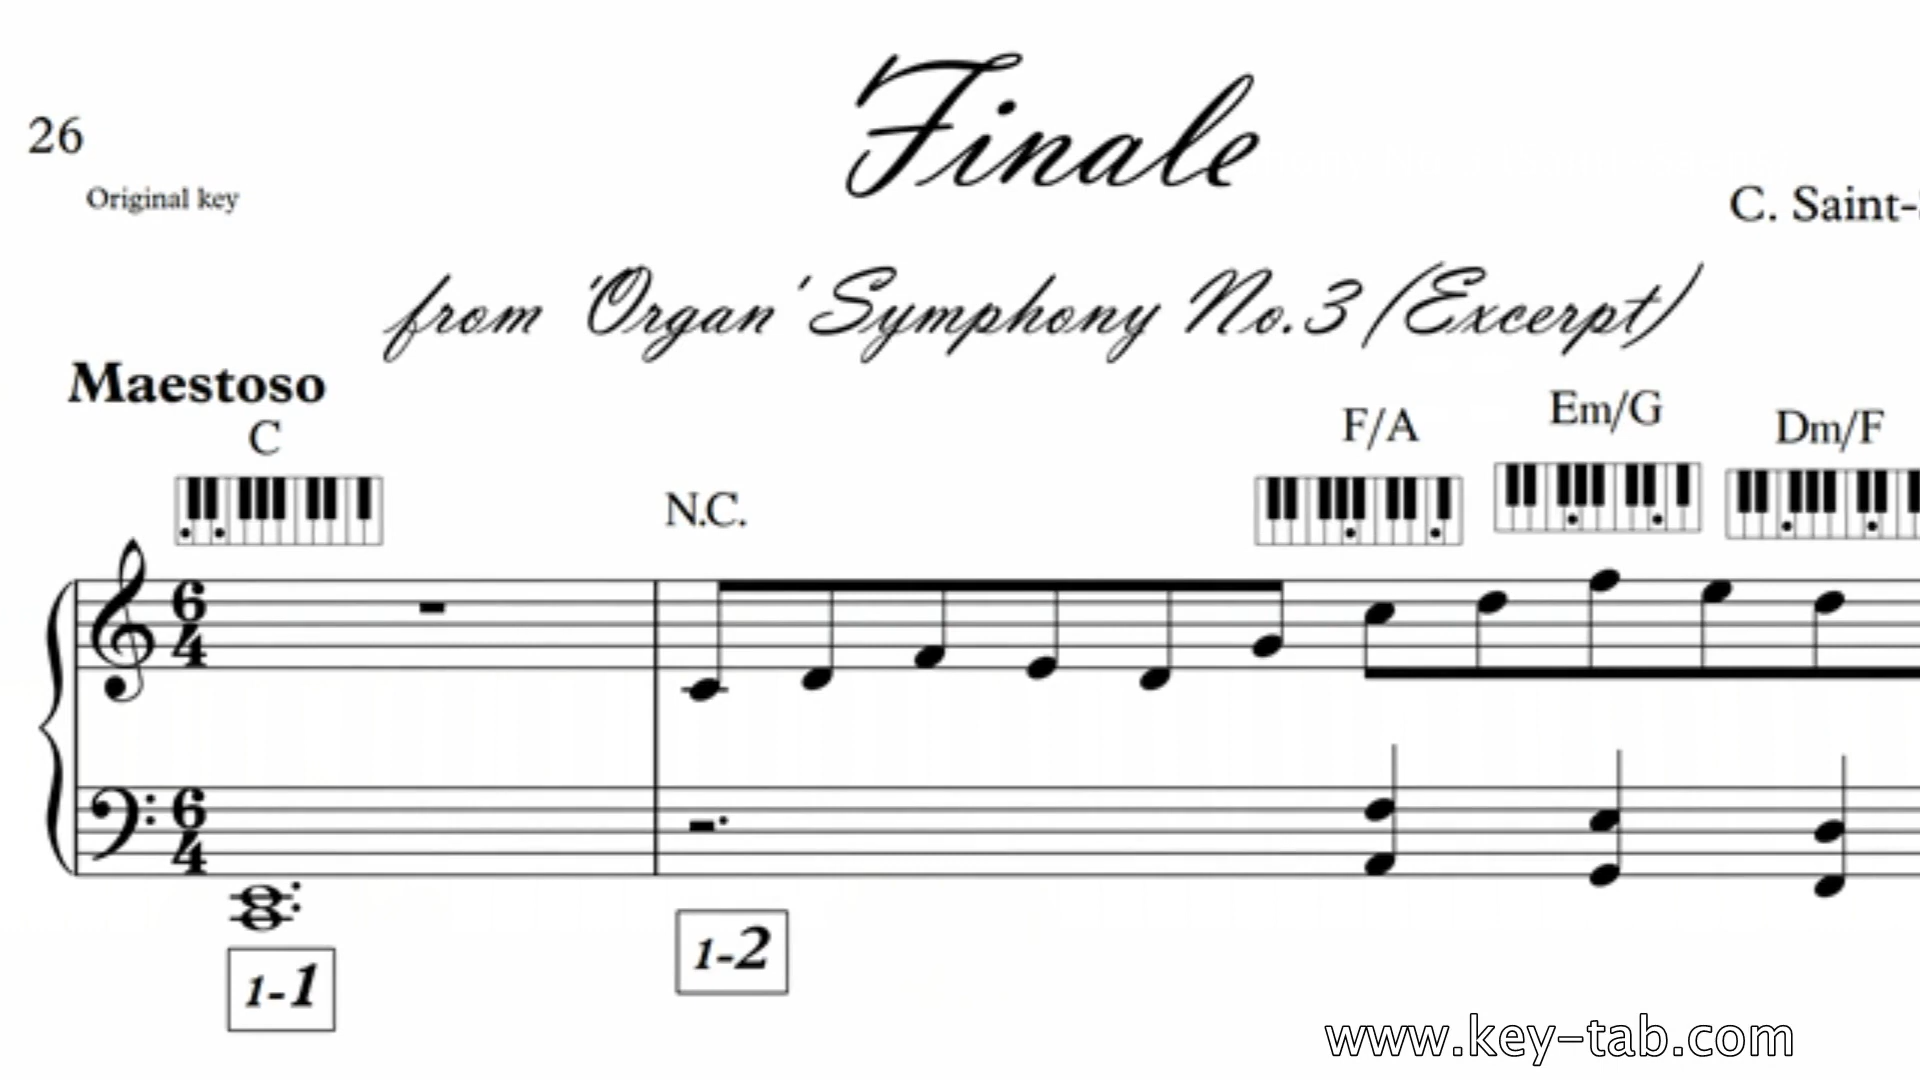 Finale
26
Original key
C. Saint-
from 'Organ' Symphony No.3 (Excerpt)
Maestoso
C
N.C.
F/A
Em/G
Dm/F
6
4
6
4
1-1
1-2
www.key-tab.com